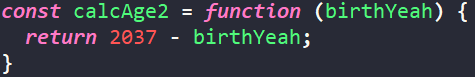 const calcAge2 = function (birthYeah) {
  return 2037 - birthYeah;
}